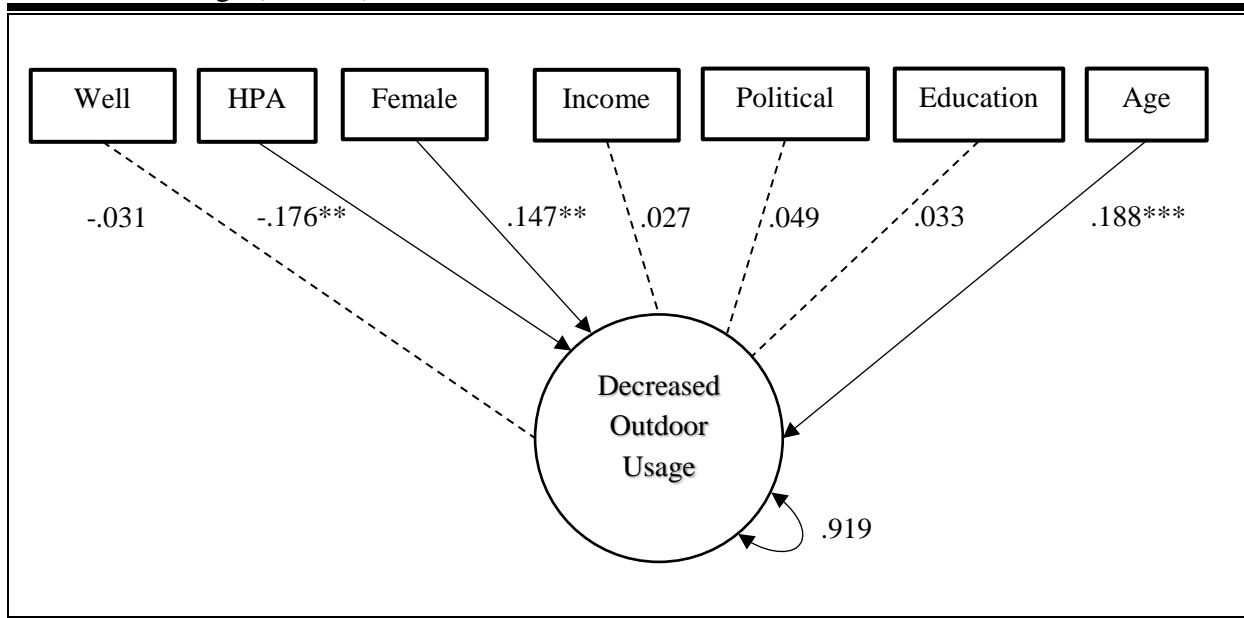 Well HPA Female Income Political Education Age
-.031 -.176** .147** .027 .049 .033 .188***
Decreased
Outdoor
Usage
.919